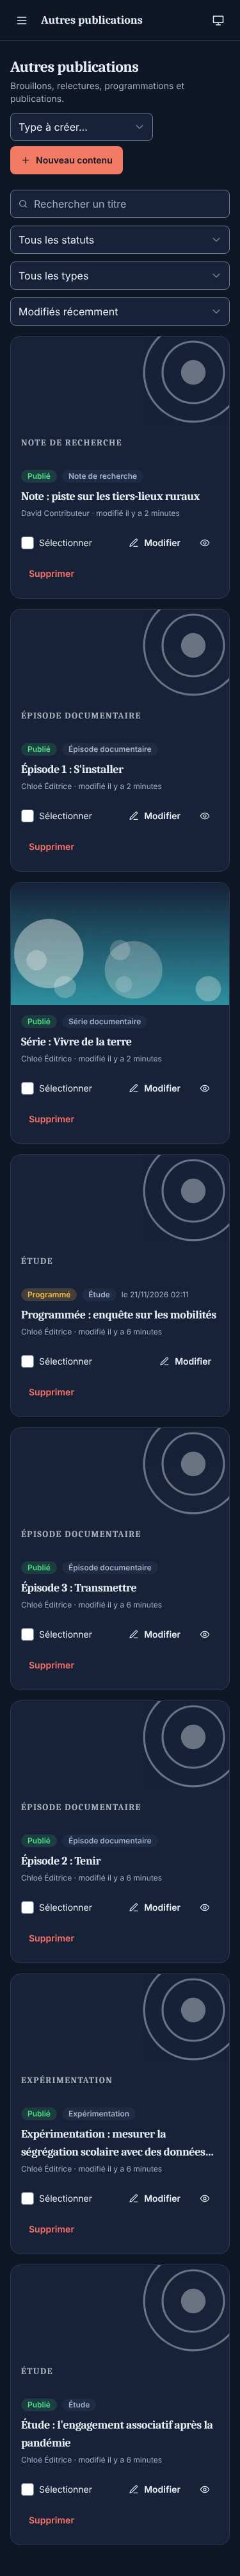 Autres publications
Autres publications
Brouillons, relectures, programmations et
publications.
Type à créer...
Nouveau contenu
Rechercher un titre
Tous les statuts
Tous les types
Modifiés récemment
NOTE DE RECHERCHE
Publié Note de recherche
Note : piste sur les tiers-lieux ruraux
David Contributeur · modifié il y a 2 minutes
Sélectionner Modifier
Supprimer
ÉPISODE DOCUMENTAIRE
Publié Épisode documentaire
Épisode 1 : S'installer
Chloé Éditrice · modifié il y a 2 minutes
Sélectionner Modifier
Supprimer
Publié Série documentaire
Série : Vivre de la terre
Chloé Éditrice · modifié il y a 2 minutes
Sélectionner Modifier
Supprimer
ÉTUDE
Programmé Étude le 21/11/2026 02:11
Programmée : enquête sur les mobilités
Chloé Éditrice · modifié il y a 6 minutes
Sélectionner Modifier
Supprimer
ÉPISODE DOCUMENTAIRE
Publié Épisode documentaire
Épisode 3 : Transmettre
Chloé Éditrice · modifié il y a 6 minutes
Sélectionner Modifier
Supprimer
ÉPISODE DOCUMENTAIRE
Publié Épisode documentaire
Épisode 2 : Tenir
Chloé Éditrice · modifié il y a 6 minutes
Sélectionner Modifier
Supprimer
EXPÉRIMENTATION
Publié Expérimentation
Expérimentation : mesurer la
ségrégation scolaire avec des données...
Chloé Éditrice · modifié il y a 6 minutes
Sélectionner Modifier
Supprimer
ÉTUDE
Publié Étude
Étude : l'engagement associatif après la
pandémie
Chloé Éditrice · modifié il y a 6 minutes
Sélectionner Modifier
Supprimer